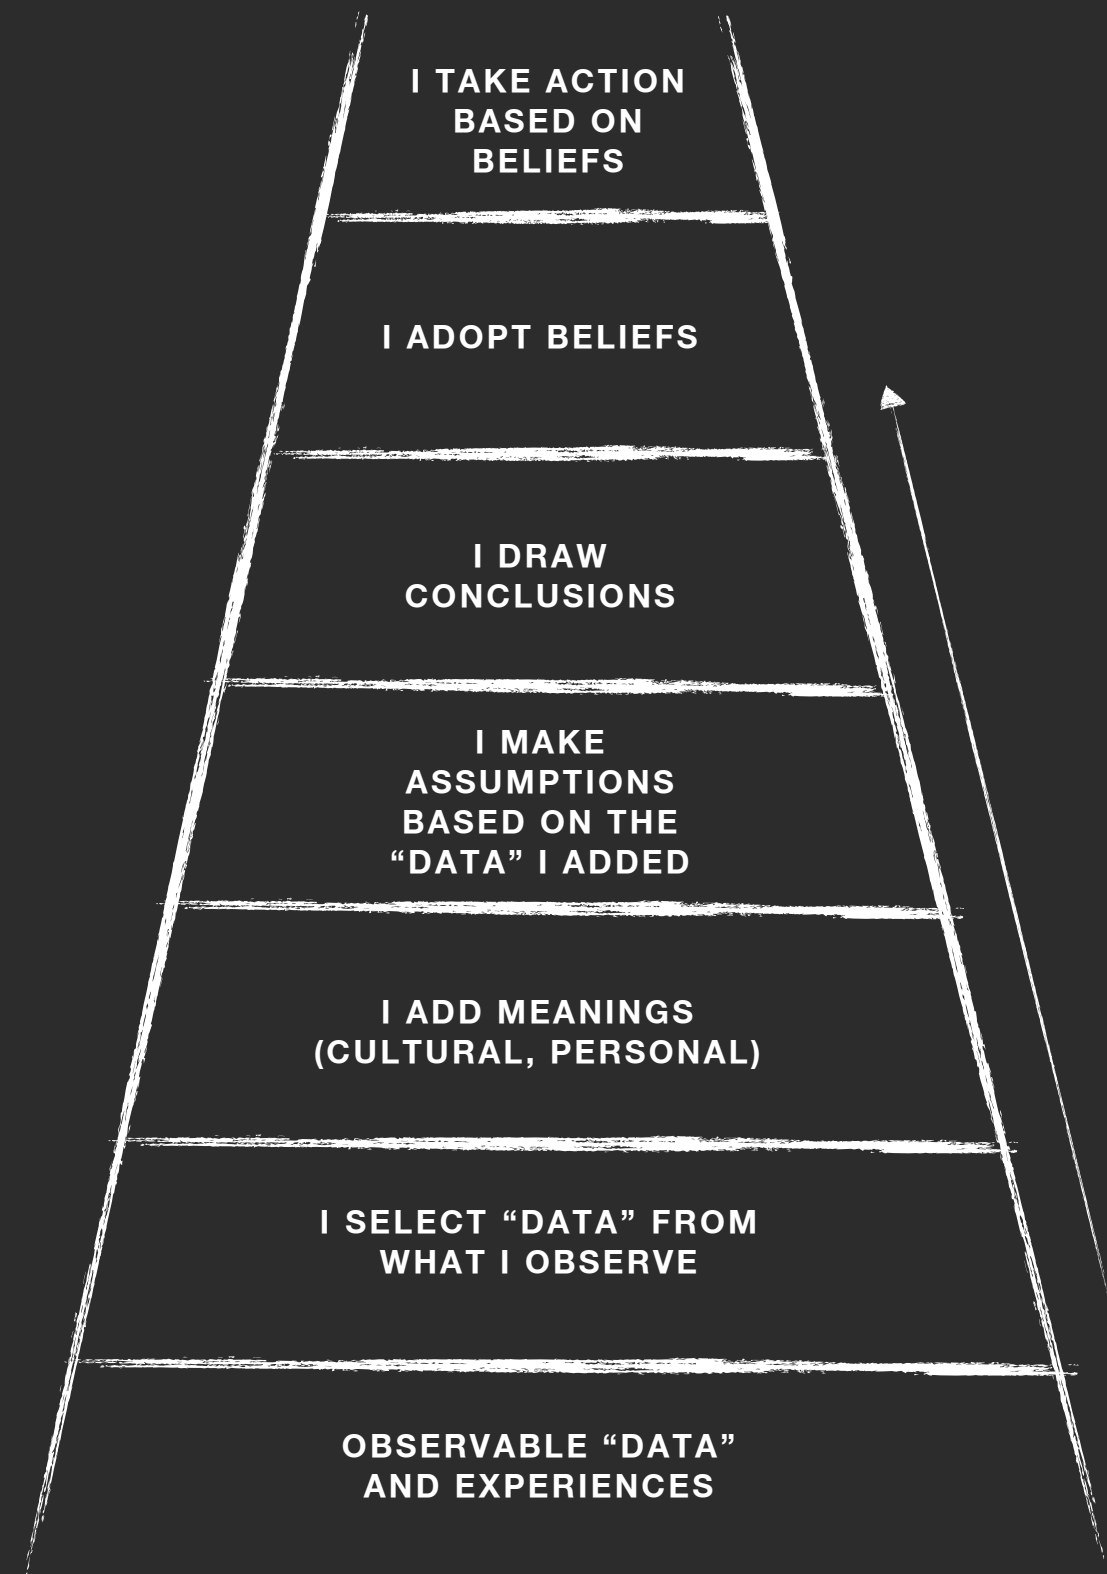 I TAKE ACTION
BASED ON
BELIEFS
I ADOPT BELIEFS
I DRAW
CONCLUSIONS
I MAKE
ASSUMPTIONS
BASED ON THE
“DATA” I ADDED
I ADD MEANINGS
(CULTURAL, PERSONAL)
I SELECT “DATA” FROM
WHAT I OBSERVE
OBSERVABLE “DATA”
AND EXPERIENCES